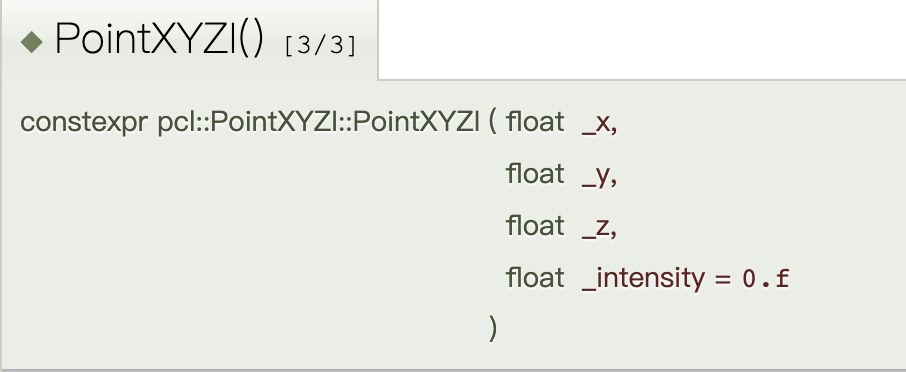 ◆ PointXYZI() [3/3]
constexpr pcl::PointXYZI::PointXYZI ( float _x,
float _y,
float _z,
float _intensity = 0.f
)